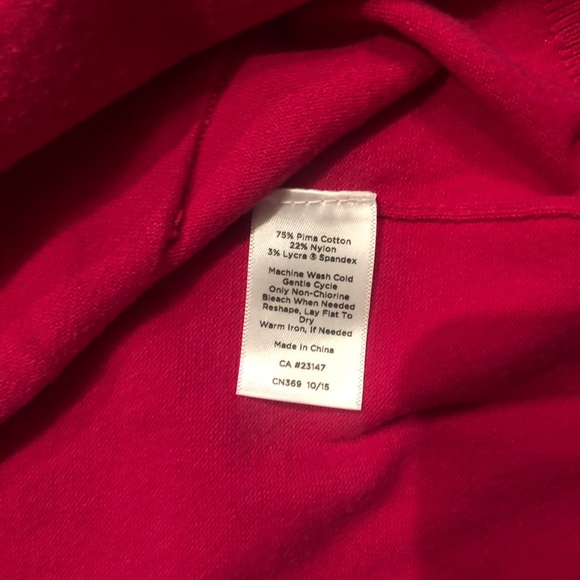 75% Pima Cotton
22% Nylon
3% Lycra ® Spandex
Machine Wash Cold
Gentle Cycle
Only Non-Chlorine
Bleach When Needed
Reshape, Lay Flat To
Dry
Warm Iron, If Needed
Made in China
CA #23147
CN369 10/15